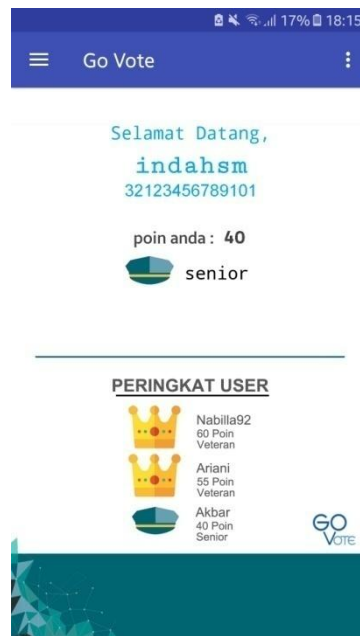 17% 18:15
Go Vote
Selamat Datang,
indahsm
32123456789101
poin anda : 40
senior
PERINGKAT USER
Nabilla92
60 Poin
Veteran
Ariani
55 Poin
Veteran
Akbar
40 Poin
Senior
GO
VOTE